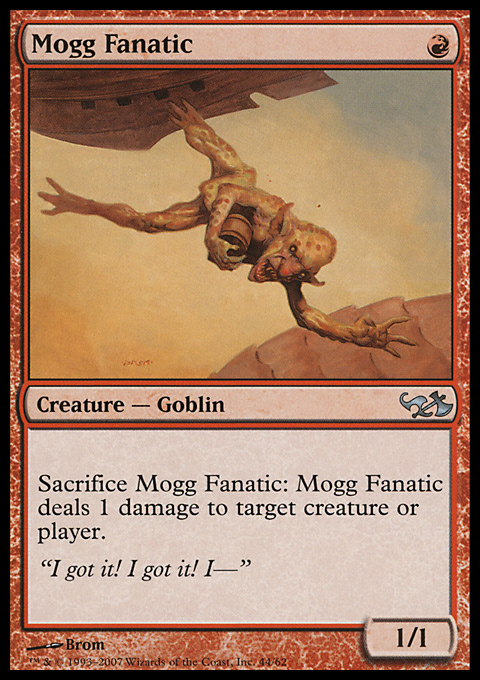 Mogg Fanatic
Creature — Goblin
Sacrifice Mogg Fanatic: Mogg Fanatic
deals 1 damage to target creature or
player.
“I got it! I got it! I—”
1/1
Brom
™ & © 1993–2007 Wizards of the Coast, Inc. 44/62